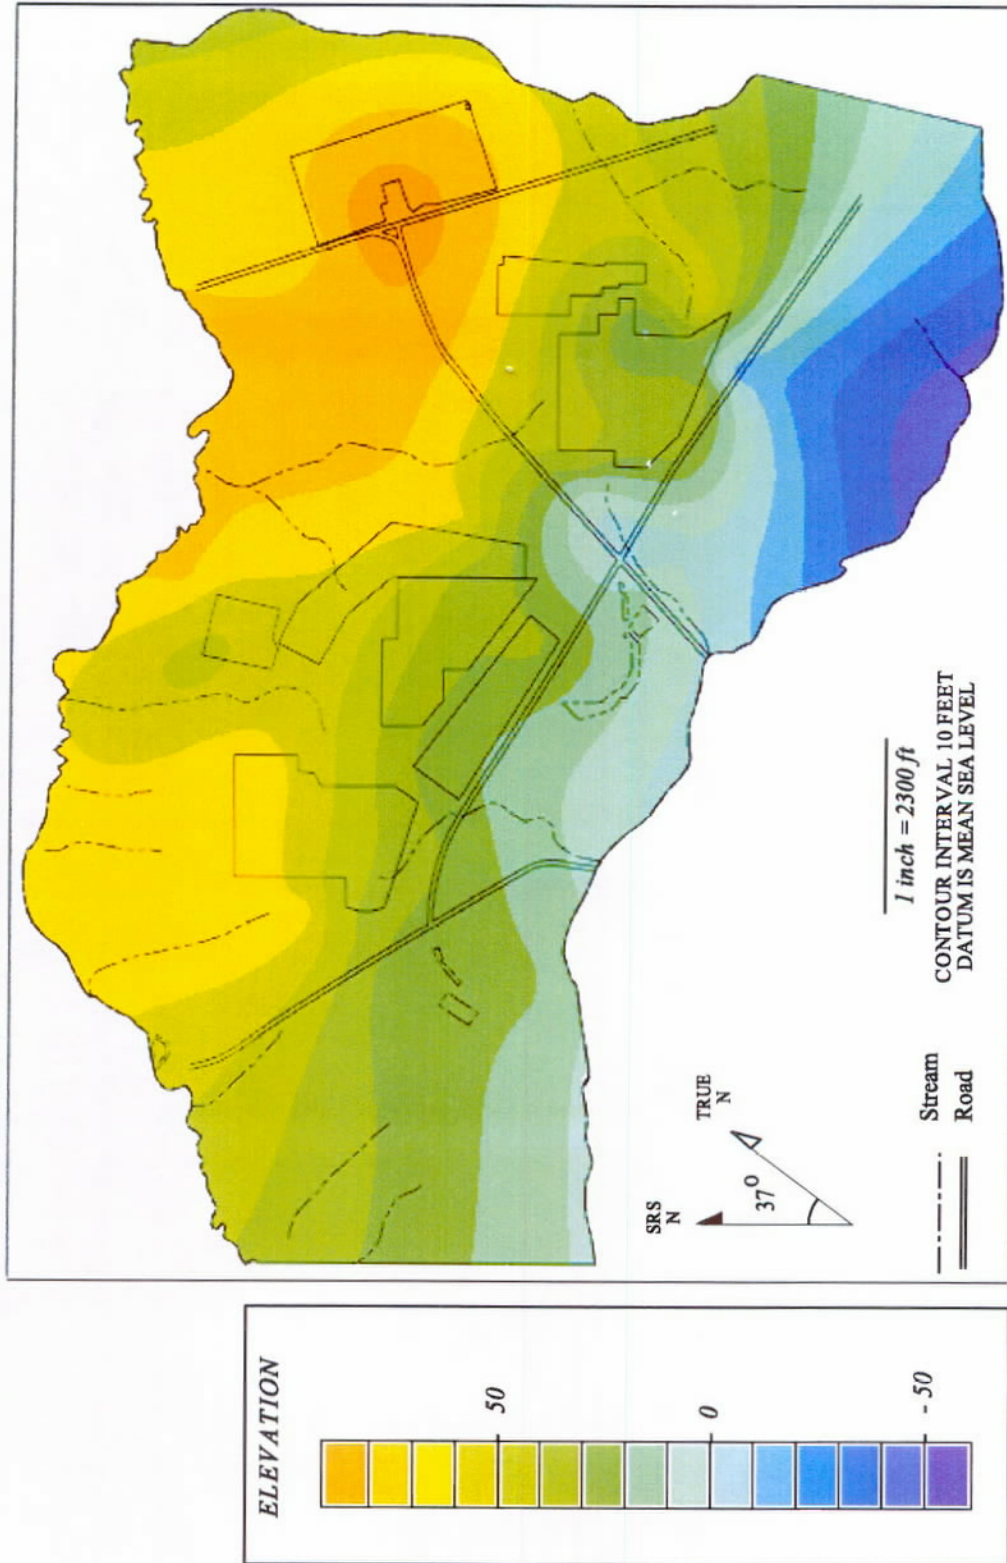 ELEVATION
50
0
- 50
SRS
N
TRUE
N
37°
Stream
Road
1 inch = 2300 ft
CONTOUR INTERVAL 10 FEET
DATUM IS MEAN SEA LEVEL